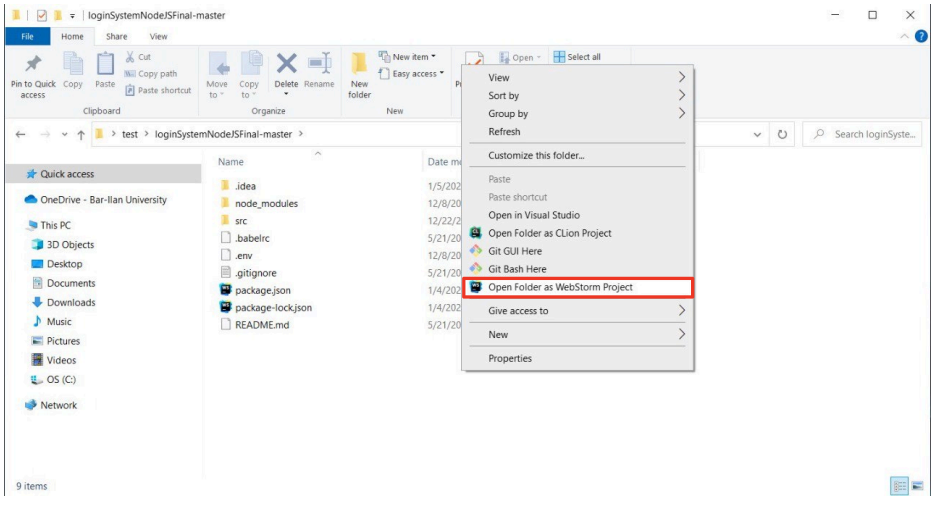 loginSystemNodeJSFinal-master
File Home Share View
Pin to Quick access
Copy
Paste
Cut
Copy path
Paste shortcut
Clipboard
Move to
Copy to
Delete
Rename
Organize
New folder
New item
Easy access
New
Open
Select all
test > loginSystemNodeJSFinal-master >
Search loginSyste...
Quick access
OneDrive - Bar-Ilan University
This PC
3D Objects
Desktop
Documents
Downloads
Music
Pictures
Videos
OS (C:)
Network
Name Date
.idea 1/5/202
node_modules 12/8/20
src 12/22/2
.babelrc 5/21/20
.env 12/8/20
.gitignore 5/21/20
package.json 1/4/202
package-lock.json 1/4/202
README.md 5/21/20
View
Sort by
Group by
Refresh
Customize this folder...
Paste
Paste shortcut
Open in Visual Studio
Open Folder as CLion Project
Git GUI Here
Git Bash Here
Open Folder as WebStorm Project
Give access to
New
Properties
9 items